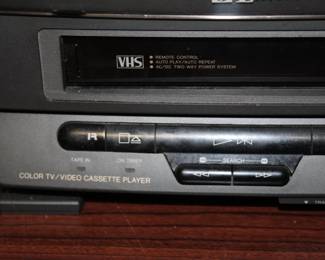 VHS
REMOTE CONTROL
AUTO PLAY/AUTO REPEAT
AC/DC TWO-WAY POWER SYSTEM
R
TAPE IN
ON TIMER
SEARCH
COLOR TV/VIDEO CASSETTE PLAYER